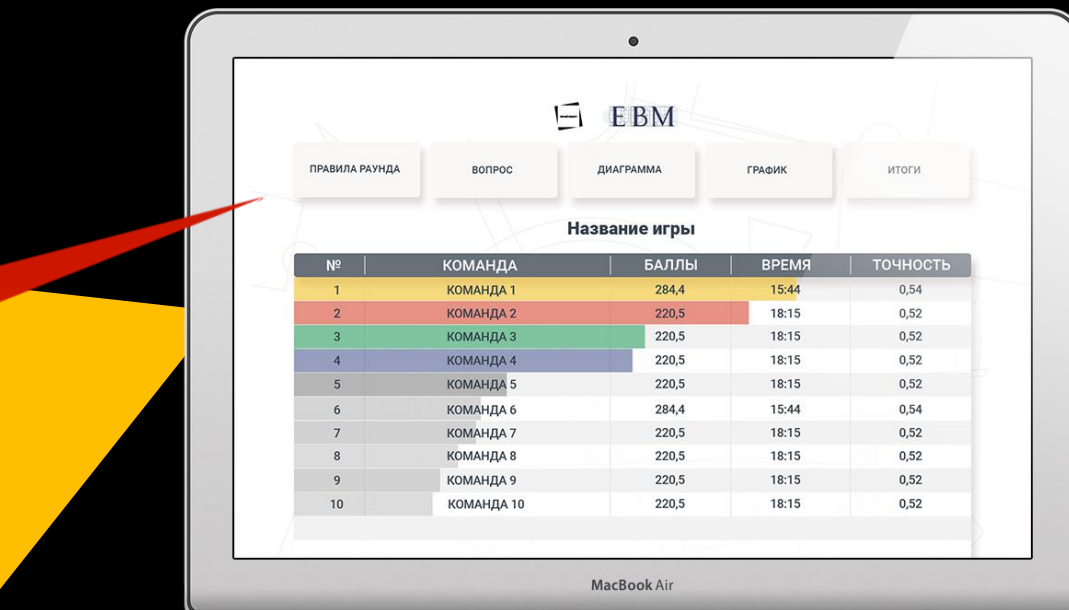 EBM
ПРАВИЛА РАУНДА ВОПРОС ДИАГРАММА ГРАФИК ИТОГИ
Название игры
№ КОМАНДА БАЛЛЫ ВРЕМЯ ТОЧНОСТЬ
1 КОМАНДА 1 284,4 15:44 0,54
2 КОМАНДА 2 220,5 18:15 0,52
3 КОМАНДА 3 220,5 18:15 0,52
4 КОМАНДА 4 220,5 18:15 0,52
5 КОМАНДА 5 220,5 18:15 0,52
6 КОМАНДА 6 284,4 15:44 0,54
7 КОМАНДА 7 220,5 18:15 0,52
8 КОМАНДА 8 220,5 18:15 0,52
9 КОМАНДА 9 220,5 18:15 0,52
10 КОМАНДА 10 220,5 18:15 0,52
MacBook Air